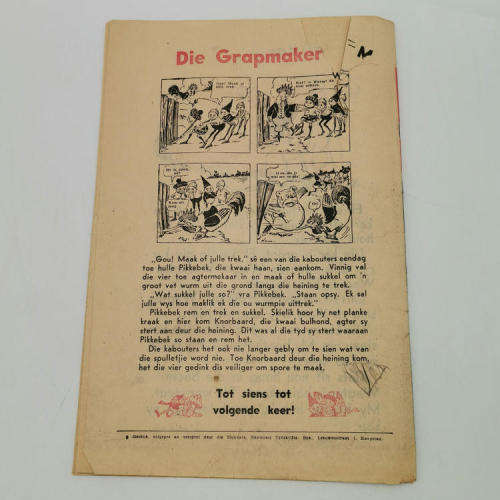 Die Grapmaker
„Gou! Maak of julle trek," sê een van die kabouters eendag
toe hulle Pikkebek, die kwaai haan, sien aankom. Vinnig val
die vier toe agtermekaar in en maak of hulle sukkel om 'n
groot vet wurm uit die grond langs die heining te trek.
„Wat sukkel julle so?" vra Pikkebek. „Staan opsy. Ek sal
julle wys hoe maklik ek die ou wurmpie uittrek."
Pikkebek rem en trek en sukkel. Skielik hoor hy net planke
kraak en hier kom Knorbaard, die kwaai bulhond, agter sy
stert aan deur die heining. Dit was al die tyd sy stert waaraan
Pikkebek so staan en rem het.
Die kabouters het ook nie langer gebly om te sien wat van
die spulletjie word nie. Toe Knorbaard deur die heining kom,
het die vier gedink dis veiliger om spore te maak.
Tot siens tot
volgende keer!